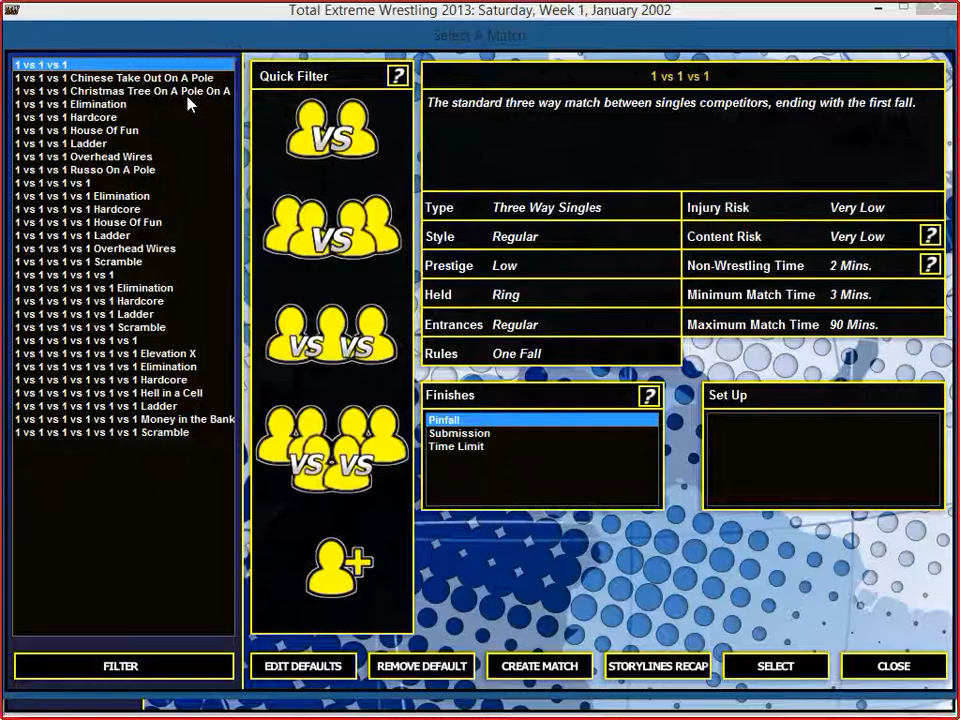 Total Extreme Wrestling 2013: Saturday, Week 1, January 2002
Select A Match
1 vs 1 vs 1
1 vs 1 vs 1 Chinese Take Out On A Pole
1 vs 1 vs 1 Christmas Tree On A Pole On A
1 vs 1 vs 1 Elimination
1 vs 1 vs 1 Hardcore
1 vs 1 vs 1 House Of Fun
1 vs 1 vs 1 Ladder
1 vs 1 vs 1 Overhead Wires
1 vs 1 vs 1 Russo On A Pole
1 vs 1 vs 1 vs 1
1 vs 1 vs 1 vs 1 Elimination
1 vs 1 vs 1 vs 1 Hardcore
1 vs 1 vs 1 vs 1 House Of Fun
1 vs 1 vs 1 vs 1 Ladder
1 vs 1 vs 1 vs 1 Overhead Wires
1 vs 1 vs 1 vs 1 Scramble
1 vs 1 vs 1 vs 1 vs 1
1 vs 1 vs 1 vs 1 vs 1 Elimination
1 vs 1 vs 1 vs 1 vs 1 Hardcore
1 vs 1 vs 1 vs 1 vs 1 Ladder
1 vs 1 vs 1 vs 1 vs 1 Scramble
1 vs 1 vs 1 vs 1 vs 1 vs 1
1 vs 1 vs 1 vs 1 vs 1 vs 1 Elevation X
1 vs 1 vs 1 vs 1 vs 1 vs 1 Elimination
1 vs 1 vs 1 vs 1 vs 1 vs 1 Hardcore
1 vs 1 vs 1 vs 1 vs 1 vs 1 Hell in a Cell
1 vs 1 vs 1 vs 1 vs 1 vs 1 Ladder
1 vs 1 vs 1 vs 1 vs 1 vs 1 Money in the Bank
1 vs 1 vs 1 vs 1 vs 1 vs 1 Scramble
FILTER
Quick Filter ?
VS
VS
VS VS
VS VS
1 vs 1 vs 1
The standard three way match between singles competitors, ending with the first fall.
Type Three Way Singles
Style Regular
Prestige Low
Held Ring
Entrances Regular
Rules One Fall
Injury Risk Very Low
Content Risk Very Low ?
Non-Wrestling Time 2 Mins. ?
Minimum Match Time 3 Mins.
Maximum Match Time 90 Mins.
Finishes ?
Pinfall
Submission
Time Limit
Set Up
EDIT DEFAULTS
REMOVE DEFAULT
CREATE MATCH
STORYLINES RECAP
SELECT
CLOSE